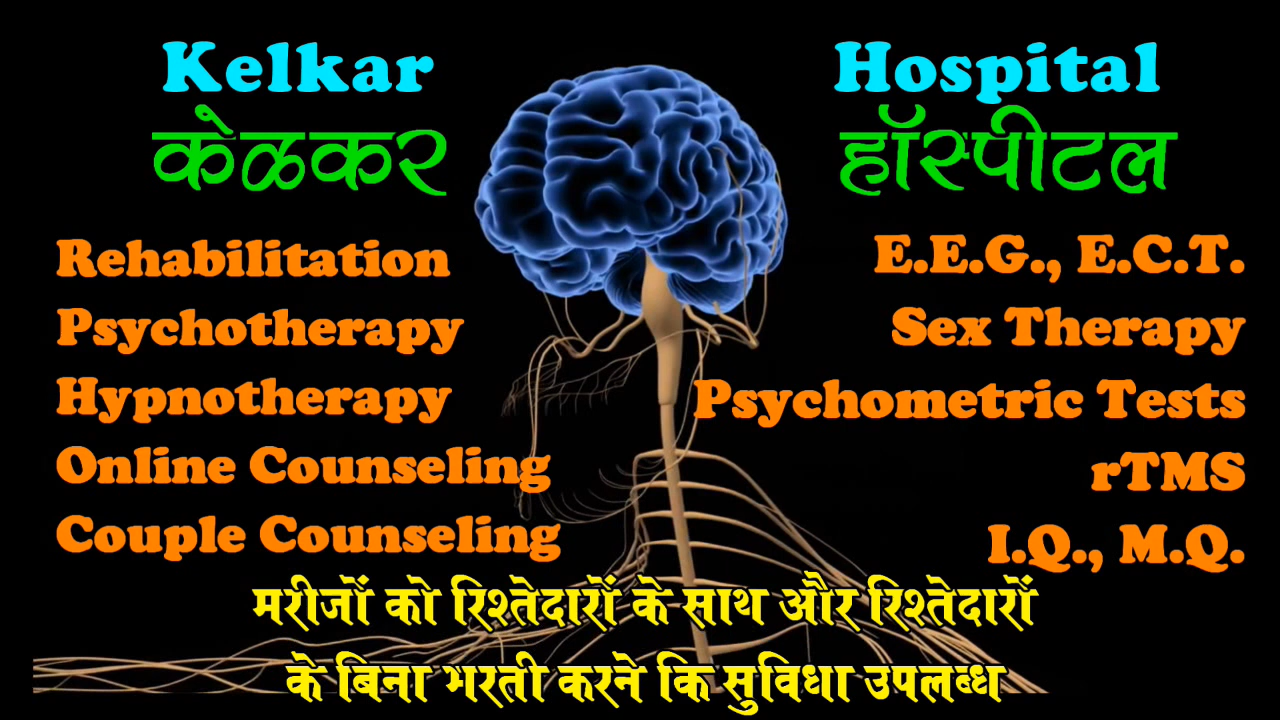 Kelkar Hospital
केळकर हॉस्पीटल
Rehabilitation
Psychotherapy
Hypnotherapy
Online Counseling
Couple Counseling
E.E.G., E.C.T.
Sex Therapy
Psychometric Tests
rTMS
I.Q., M.Q.
मरीजों को रिश्तेदारों के साथ और रिश्तेदारों
के बिना भरती करने कि सुविधा उपलब्ध